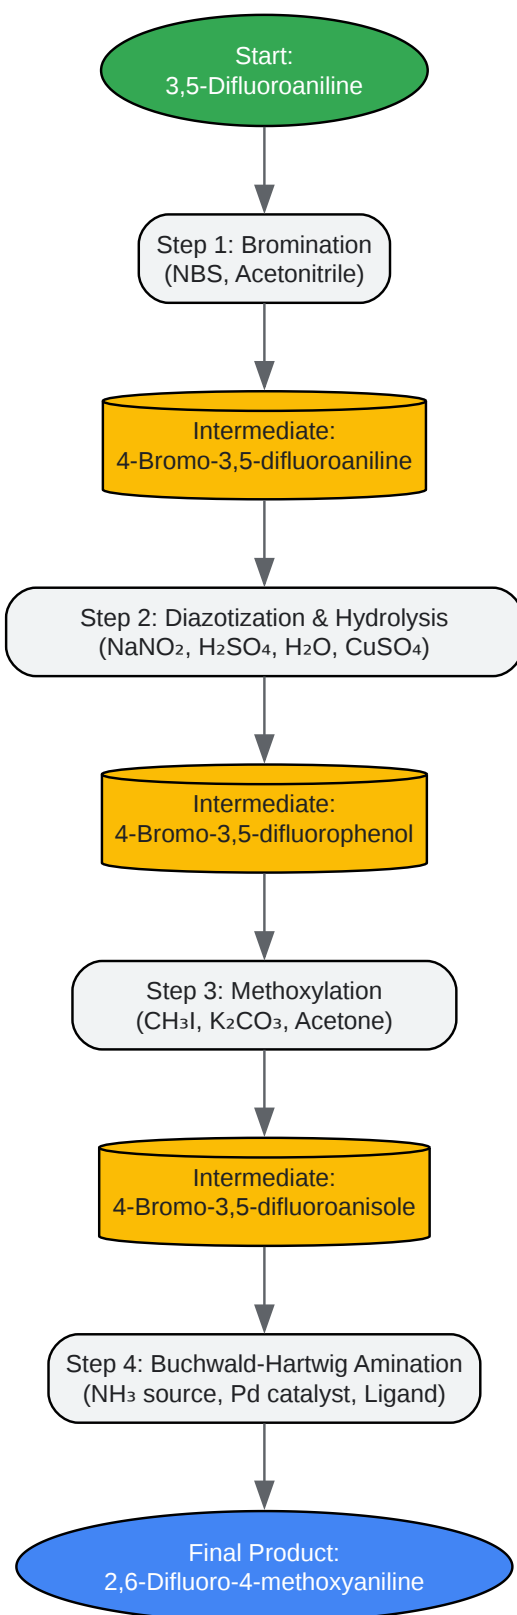 Start:
3,5-Difluoroaniline
Step 1: Bromination
(NBS, Acetonitrile)
Intermediate:
4-Bromo-3,5-difluoroaniline
Step 2: Diazotization & Hydrolysis
(NaNO₂, H₂SO₄, H₂O, CuSO₄)
Intermediate:
4-Bromo-3,5-difluorophenol
Step 3: Methoxylation
(CH₃I, K₂CO₃, Acetone)
Intermediate:
4-Bromo-3,5-difluoroanisole
Step 4: Buchwald-Hartwig Amination
(NH₃ source, Pd catalyst, Ligand)
Final Product:
2,6-Difluoro-4-methoxyaniline